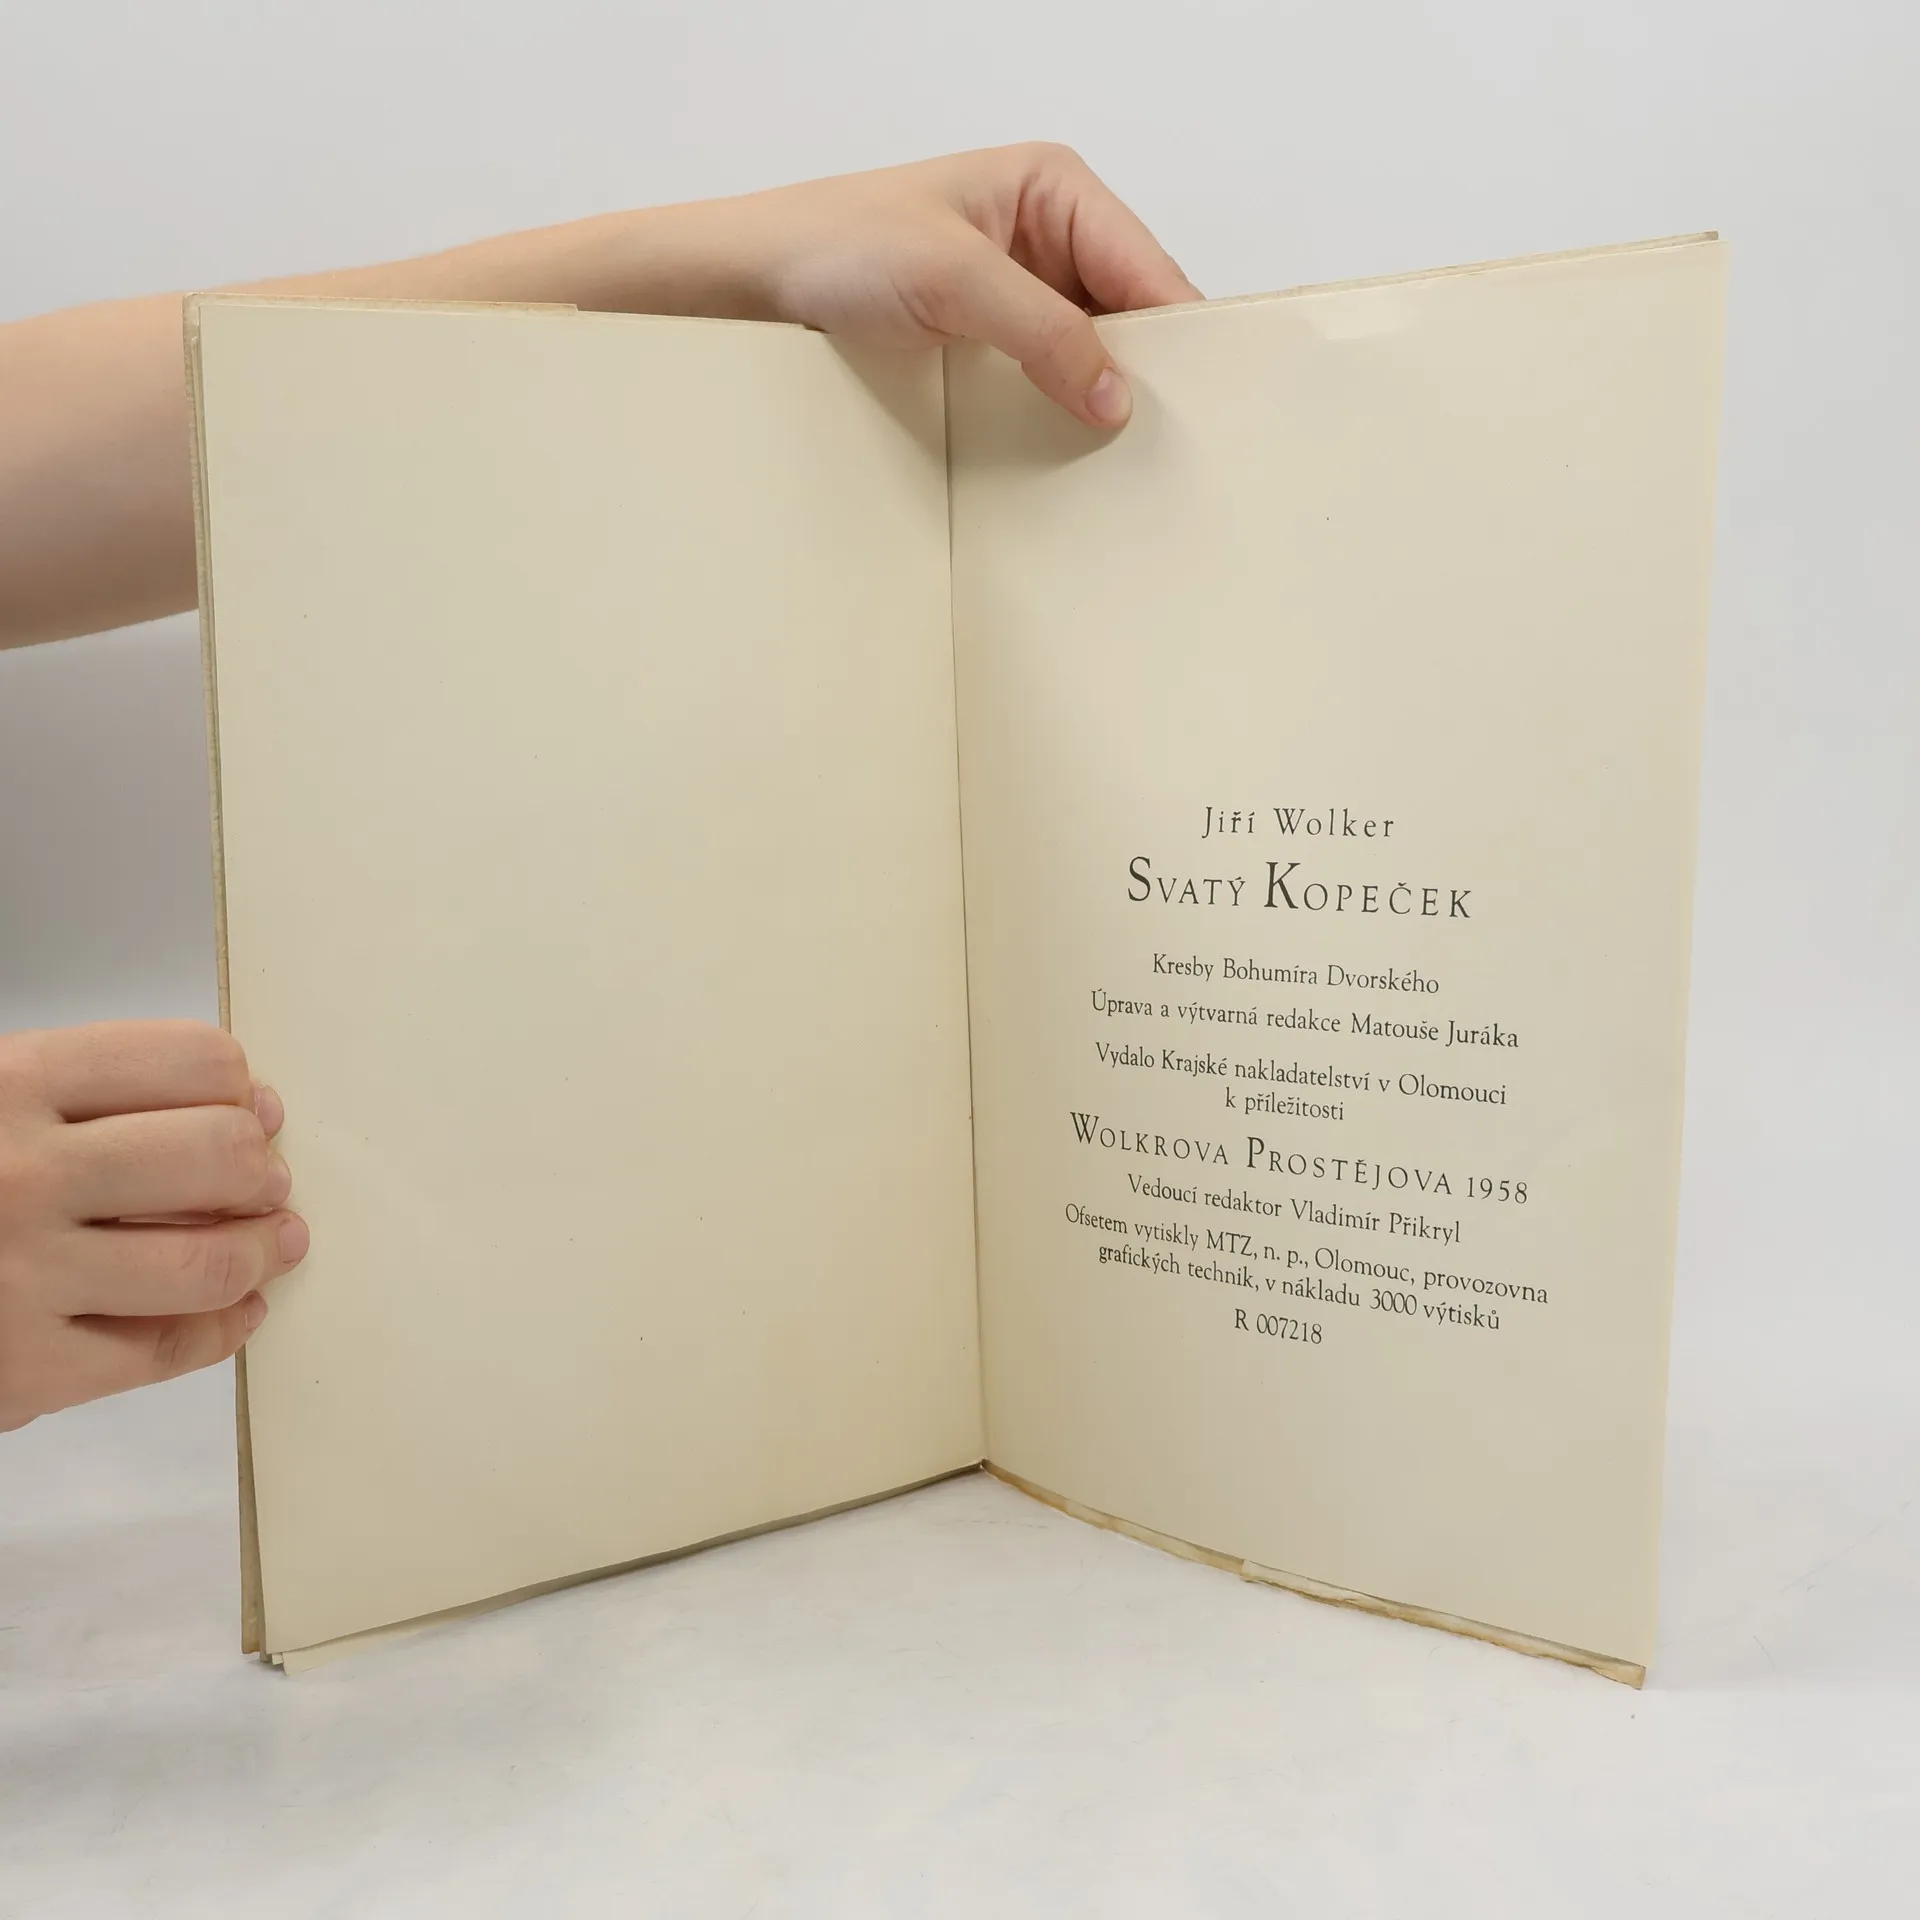 Jiří Wolker
Svatý Kopeček
Kresby Bohumíra Dvorského
Úprava a výtvarná redakce Matouše Juráka
Vydalo Krajské nakladatelství v Olomouci
k příležitosti
Wolkrova Prostějova 1958
Vedoucí redaktor Vladimír Přikryl
Ofsetem vytiskly MTZ, n. p., Olomouc, provozovna
grafických technik, v nákladu 3000 výtisků
R 007218